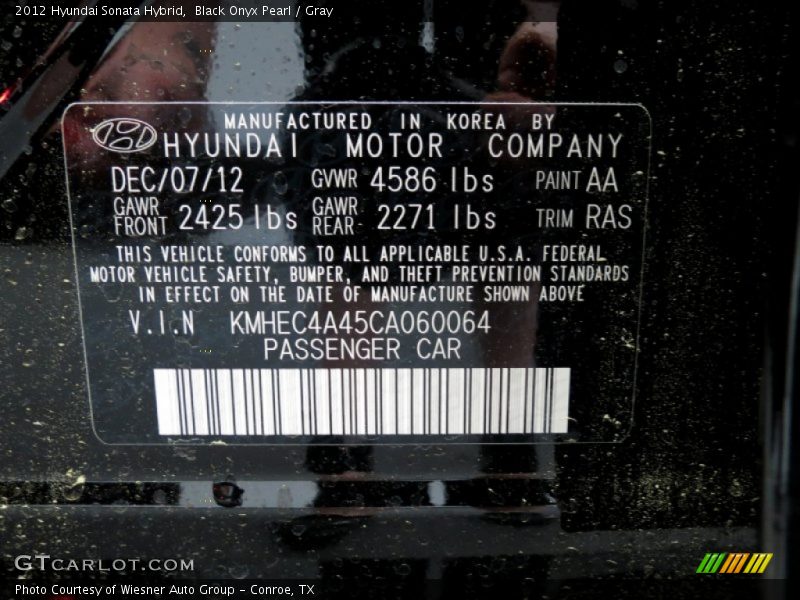 2012 Hyundai Sonata Hybrid, Black Onyx Pearl / Gray
MANUFACTURED IN KOREA BY
HYUNDAI MOTOR COMPANY
DEC/07/12 GVWR 4586 lbs PAINT AA
GAWR FRONT 2425 lbs GAWR REAR 2271 lbs TRIM RAS
THIS VEHICLE CONFORMS TO ALL APPLICABLE U.S.A. FEDERAL
MOTOR VEHICLE SAFETY, BUMPER, AND THEFT PREVENTION STANDARDS
IN EFFECT ON THE DATE OF MANUFACTURE SHOWN ABOVE
V.I.N KMHEC4A45CA060064
PASSENGER CAR
GTCARLOT.COM
Photo Courtesy of Wiesner Auto Group - Conroe, TX